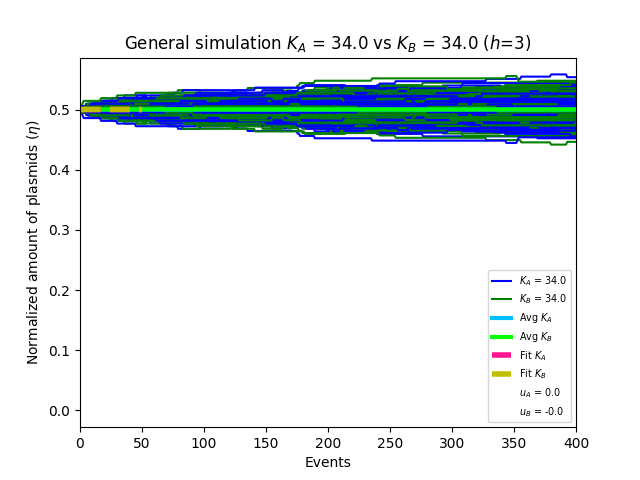 General simulation K_A = 34.0 vs K_B = 34.0 (h=3)
Normalized amount of plasmids (η)
0.5
0.4
0.3
0.2
0.1
0.0
K_A = 34.0
K_B = 34.0
Avg K_A
Avg K_B
Fit K_A
Fit K_B
u_A = 0.0
u_B = -0.0
0 50 100 150 200 250 300 350 400
Events